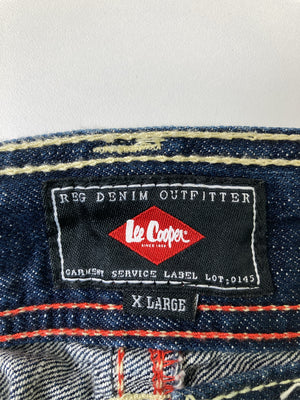 REG DENIM OUTFITTER
Lee Cooper
SINCE 1908
GARMENT SERVICE LABEL LOT:0145
X LARGE